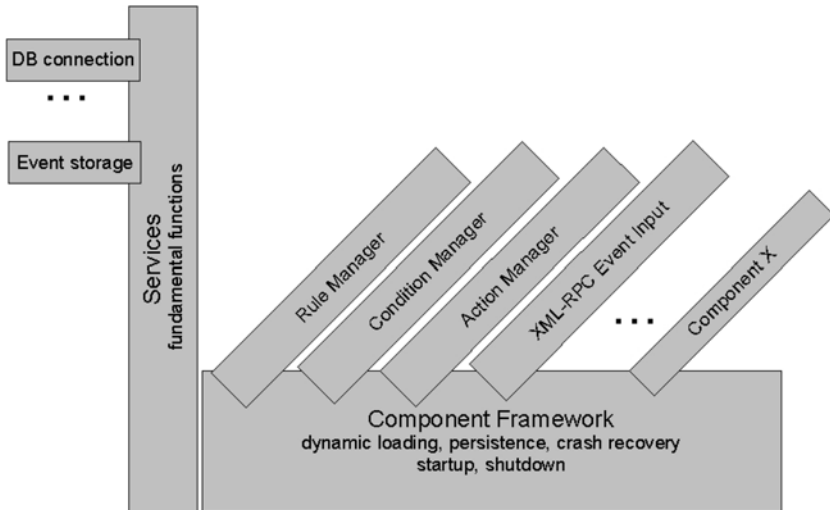 DB connection
...
Event storage
Services
fundamental functions
Rule Manager
Condition Manager
Action Manager
XML-RPC Event Input
...
Component X
Component Framework
dynamic loading, persistence, crash recovery
startup, shutdown